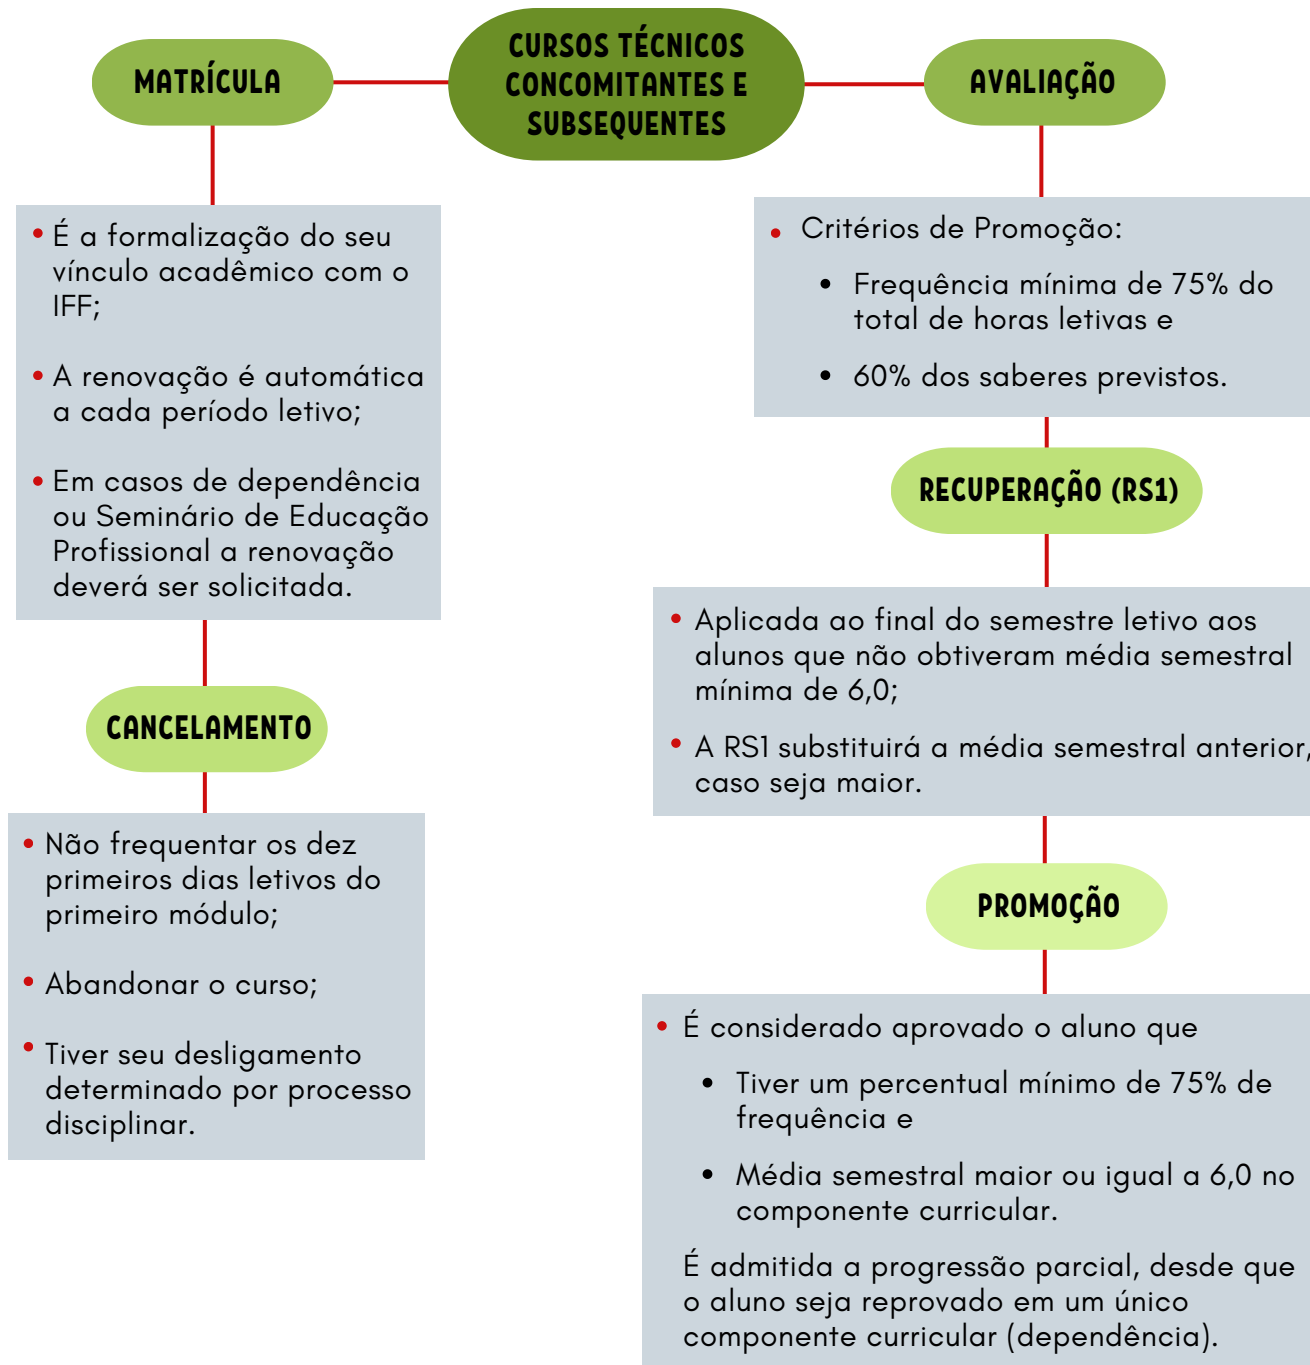 CURSOS TÉCNICOS
CONCOMITANTES E
SUBSEQUENTES
MATRÍCULA
• É a formalização do seu
vínculo acadêmico com o
IFF;
• A renovação é automática
a cada período letivo;
• Em casos de dependência
ou Seminário de Educação
Profissional a renovação
deverá ser solicitada.
CANCELAMENTO
• Não frequentar os dez
primeiros dias letivos do
primeiro módulo;
• Abandonar o curso;
• Tiver seu desligamento
determinado por processo
disciplinar.
AVALIAÇÃO
• Critérios de Promoção:
• Frequência mínima de 75% do
total de horas letivas e
• 60% dos saberes previstos.
RECUPERAÇÃO (RS1)
• Aplicada ao final do semestre letivo aos
alunos que não obtiveram média semestral
mínima de 6,0;
• A RS1 substituirá a média semestral anterior,
caso seja maior.
PROMOÇÃO
• É considerado aprovado o aluno que
• Tiver um percentual mínimo de 75% de
frequência e
• Média semestral maior ou igual a 6,0 no
componente curricular.
É admitida a progressão parcial, desde que
o aluno seja reprovado em um único
componente curricular (dependência).